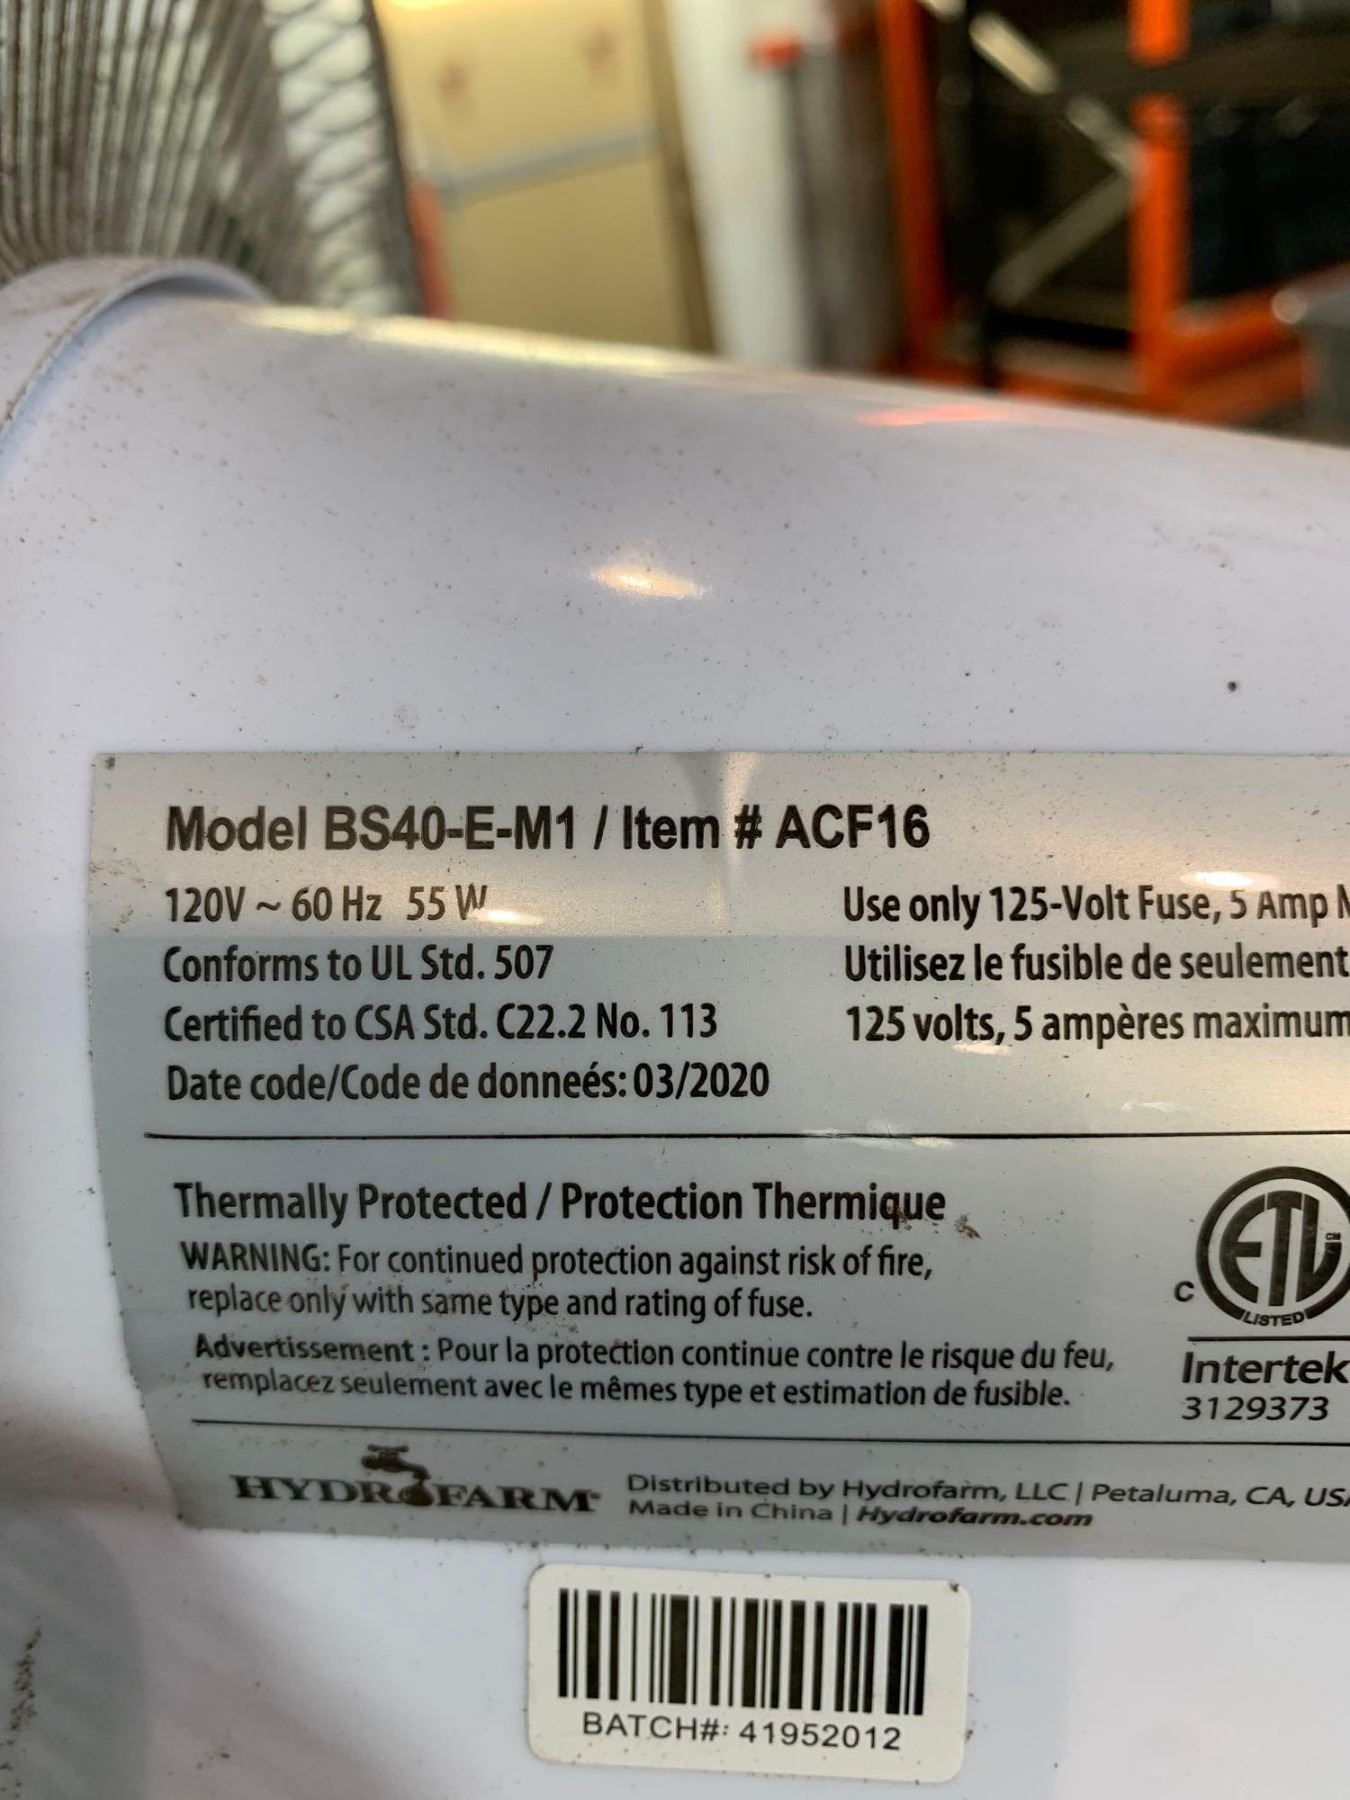 Model BS40-E-M1 / Item # ACF16
120V ~ 60 Hz 55 W
Conforms to UL Std. 507
Certified to CSA Std. C22.2 No. 113
Date code/Code de donneés: 03/2020
Use only 125-Volt Fuse, 5 Amp M
Utilisez le fusible de seulement
125 volts, 5 ampères maximum
Thermally Protected / Protection Thermique
WARNING: For continued protection against risk of fire,
replace only with same type and rating of fuse.
Advertissement : Pour la protection continue contre le risque du feu,
remplacez seulement avec le mêmes type et estimation de fusible.
C
ETL
CM
LISTED
Intertek
3129373
HYDROFARM®
Distributed by Hydrofarm, LLC | Petaluma, CA, USA
Made in China | Hydrofarm.com
BATCH#: 41952012